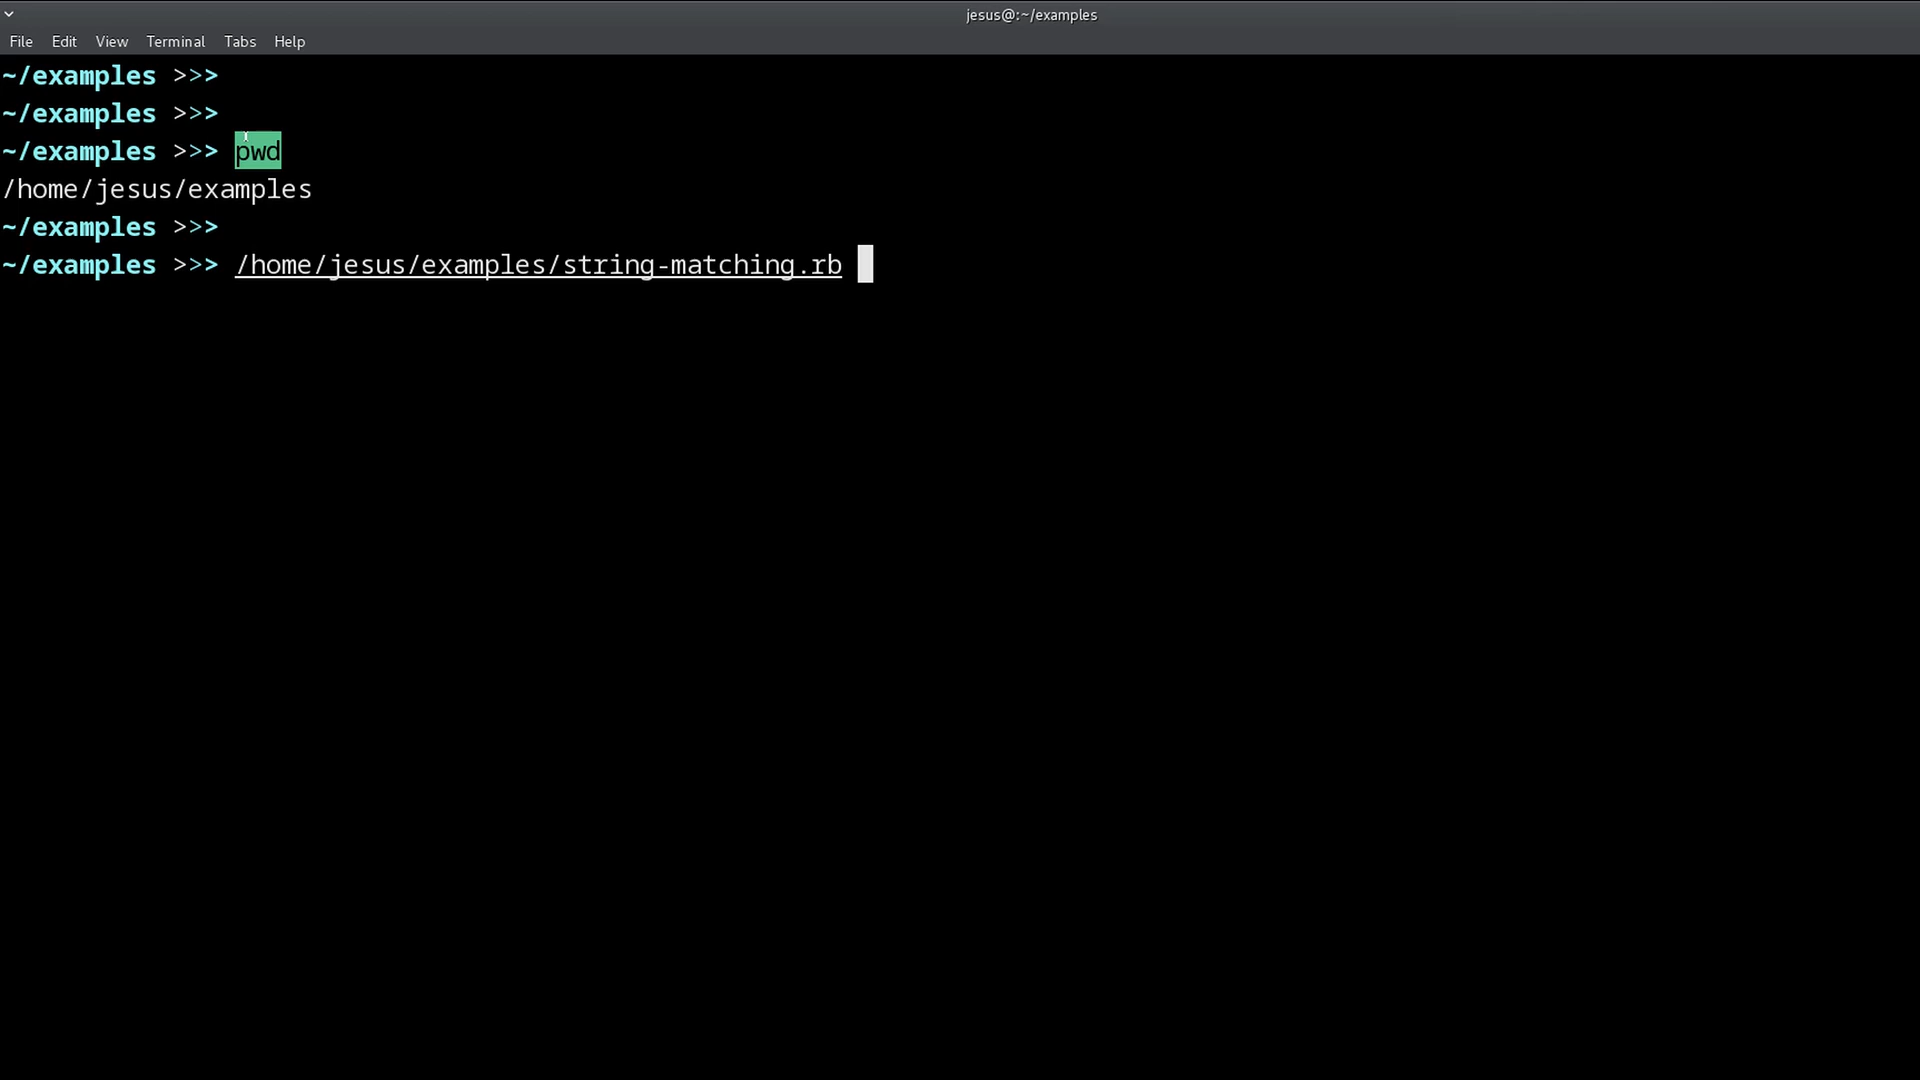 jesus@:~/examples
File Edit View Terminal Tabs Help
~/examples >>>
~/examples >>>
~/examples >>> pwd
/home/jesus/examples
~/examples >>>
~/examples >>> /home/jesus/examples/string-matching.rb